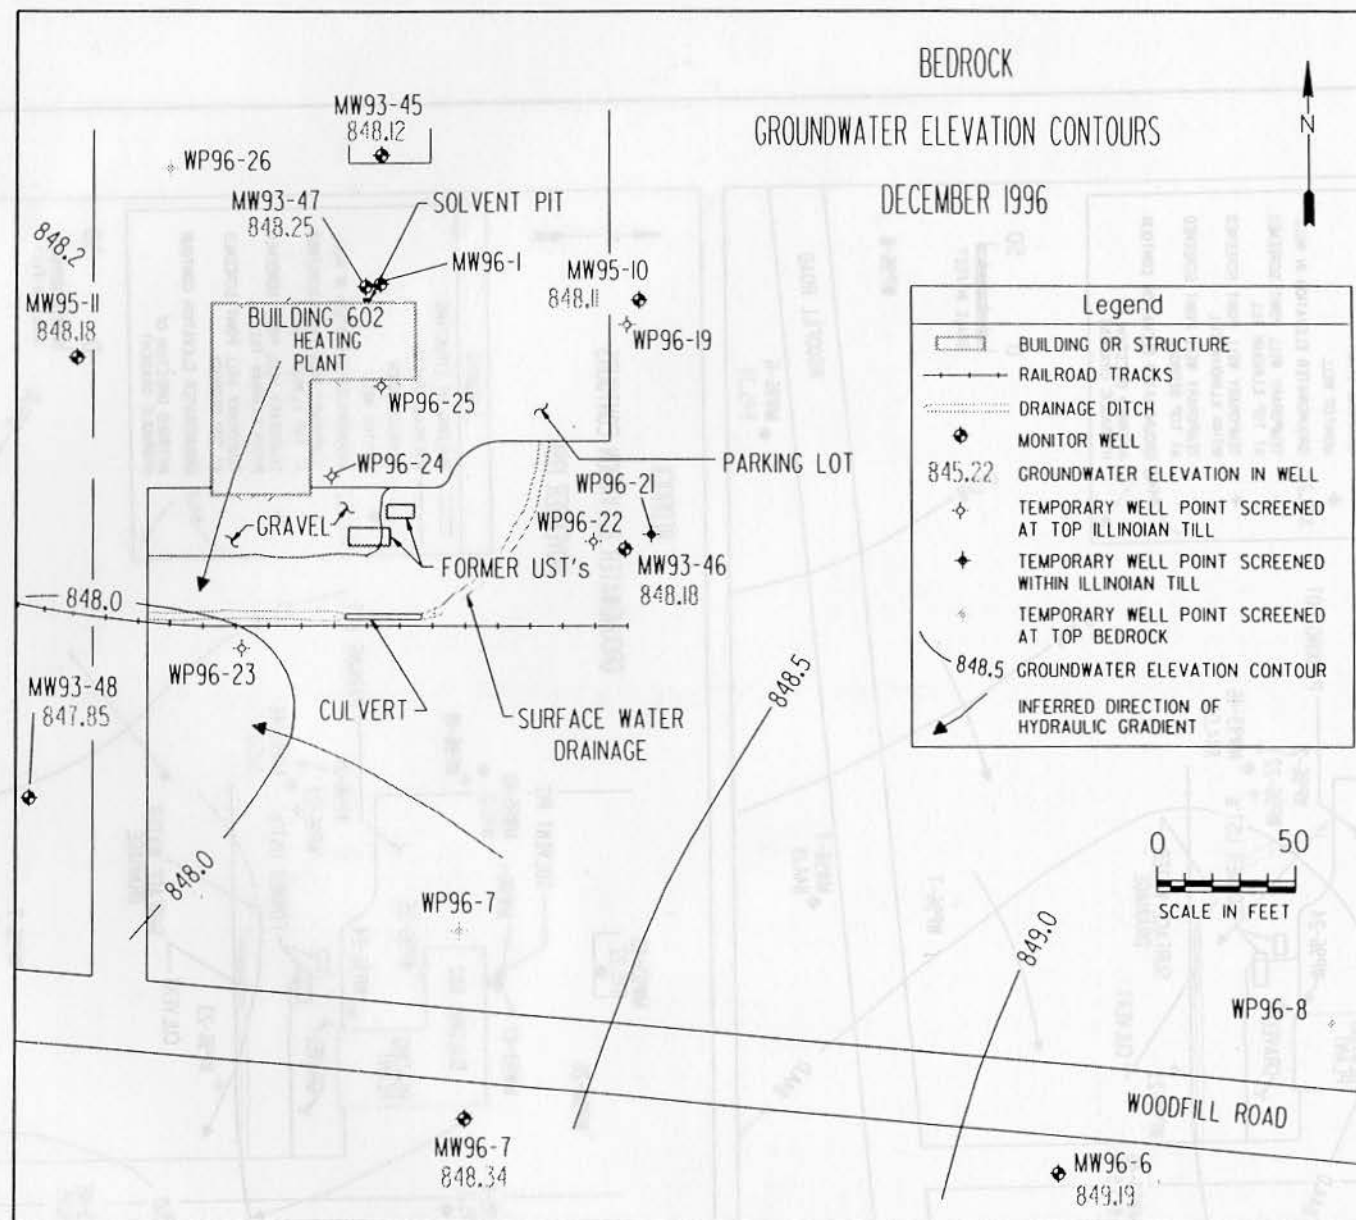 BEDROCK
GROUNDWATER ELEVATION CONTOURS
DECEMBER 1996
N
MW93-45
848.12
WP96-26
MW93-47
848.25
SOLVENT PIT
MW96-1
848.2
MW95-10
848.11
MW95-11
848.18
WP96-19
BUILDING 602
HEATING
PLANT
WP96-25
WP96-24
PARKING LOT
WP96-21
GRAVEL
WP96-22
FORMER UST's
MW93-46
848.18
848.0
WP96-23
MW93-48
847.85
CULVERT
SURFACE WATER
DRAINAGE
848.5
848.0
WP96-7
849.0
WP96-8
WOODFILL ROAD
MW96-7
848.34
MW96-6
849.19
Legend
BUILDING OR STRUCTURE
RAILROAD TRACKS
DRAINAGE DITCH
MONITOR WELL
845.22 GROUNDWATER ELEVATION IN WELL
TEMPORARY WELL POINT SCREENED
AT TOP ILLINOIAN TILL
TEMPORARY WELL POINT SCREENED
WITHIN ILLINOIAN TILL
TEMPORARY WELL POINT SCREENED
AT TOP BEDROCK
848.5 GROUNDWATER ELEVATION CONTOUR
INFERRED DIRECTION OF
HYDRAULIC GRADIENT
0 50
SCALE IN FEET